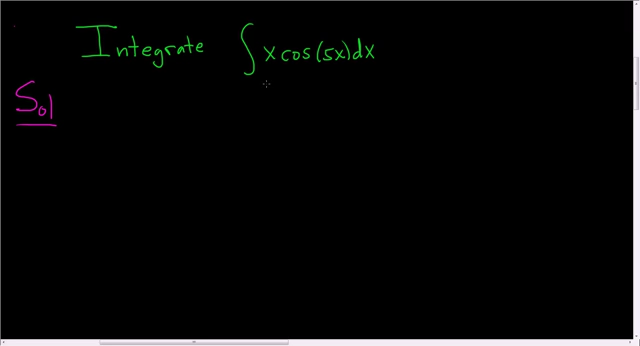 Integrate ∫ x cos(5x)dx
Sol